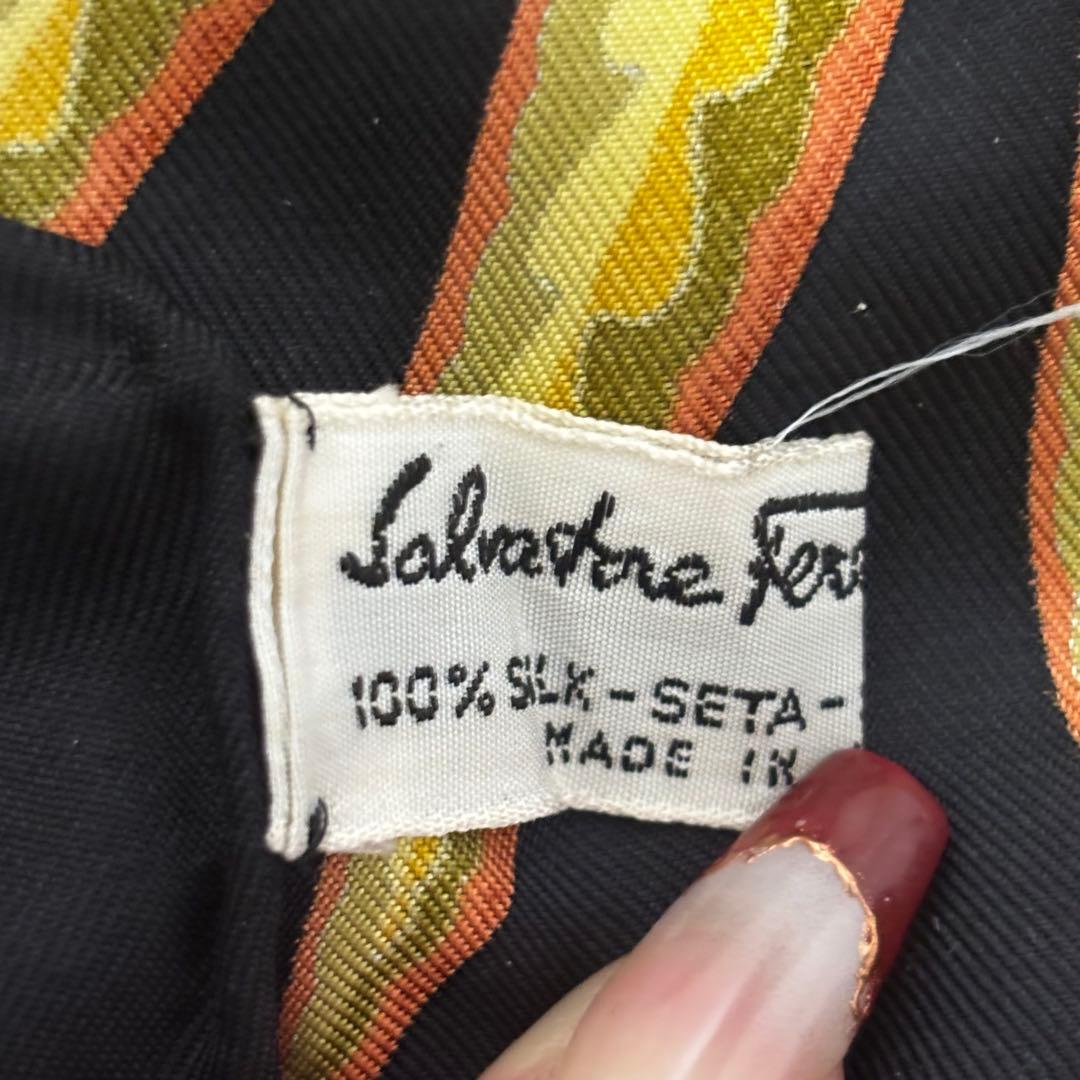 Salvatore Fer
100% SILK - SETA -
MADE IN